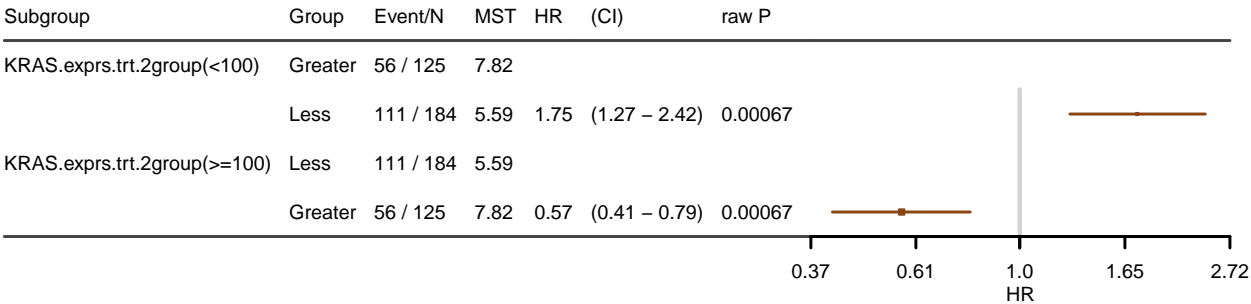 Subgroup Group Event/N MST HR (CI) raw P
KRAS.exprs.trt.2group(<100) Greater 56 / 125 7.82
Less 111 / 184 5.59 1.75 (1.27 − 2.42) 0.00067
KRAS.exprs.trt.2group(>=100) Less 111 / 184 5.59
Greater 56 / 125 7.82 0.57 (0.41 − 0.79) 0.00067
0.37 0.61 1.0 1.65 2.72
HR